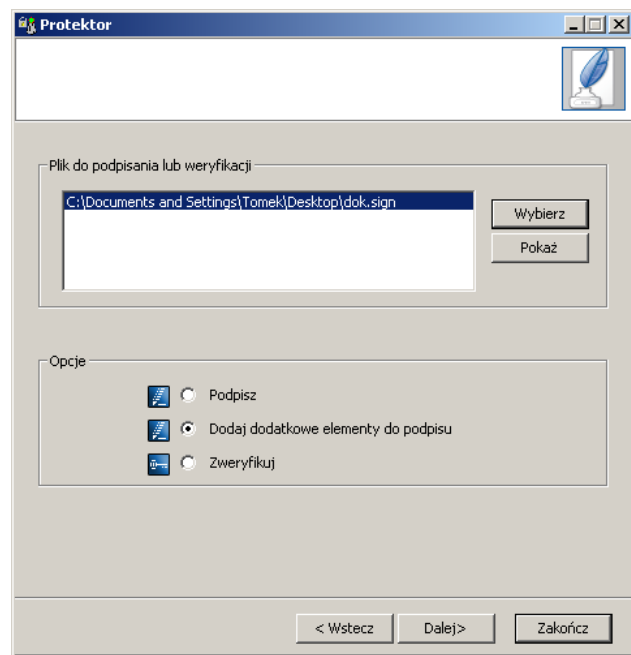 Protektor
Plik do podpisania lub weryfikacji
C:\Documents and Settings\Tomek\Desktop\dok.sign
Wybierz
Pokaż
Opcje
Podpisz
Dodaj dodatkowe elementy do podpisu
Zweryfikuj
< Wstecz
Dalej>
Zakończ